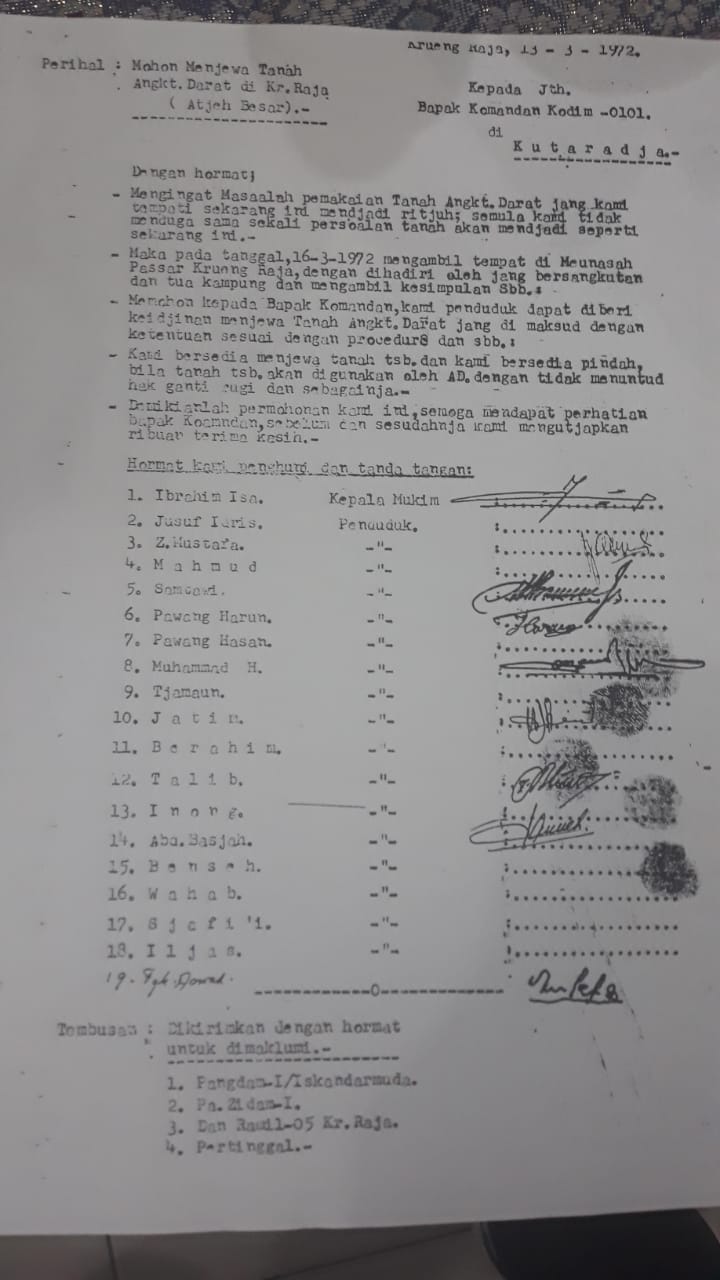 Krueng Raja, 13 - 3 - 1972.
Perihal : Mohon Menjewa Tanah
Angkt. Darat di Kr.Raja
( Atjeh Besar).-
Kepada Jth.
Bapak Komandan Kodim -0101.
di
K u t a r a d j a.-
Dengan hormat;
- Mengingat Masaalah pemakaian Tanah Angkt.Darat jang kami
tempati sekarang ini mendjadi ritjuh; semula kami tidak
menduga sama sekali persoalan tanah akan mendjadi seperti
sekarang ini.-
- Maka pada tanggal,16-3-1972 mengambil tempat di Meunasah
Passar Krueng Raja,dengan dihadiri oleh jang bersangkutan
dan tua kampung dan mengambil kesimpulan Sbb.:
- Memohon kepada Bapak Komandan,kami penduduk dapat diberi
keidjinan menjewa Tanah Angkt.Darat jang di maksud dengan
ketentuan sesuai dengan procedur8 dan sbb.:
- Kami bersedia menjewa tanah tsb.dan kami bersedia pindah,
bila tanah tsb.akan digunakan oleh AD.dengan tidak menuntud
hak ganti rugi dan sebagainja.-
- Demikianlah permohonan kami ini,semoga mendapat perhatian
bapak Koamndan,sebelum dan sesudahnja kami mengutjapkan
ribuan terima kasih.-
Hormat kami penghuni dan tanda tangan:
1. Ibrahim Isa. Kepala Mukim
2. Jusuf Idris. Penduduk.
3. Z.Mustafa. -"-
4. M a h m u d -"-
5. -"-
6. Pawang Harun. -"-
7. Pawang Hasan. -"-
8. Muhammad H. -"-
9. Tjamaun. -"-
10. J a t i m. -"-
11. B e r a h i m. -"-
12. T a l i b. -"-
13. I n o n g. -"-
14. Abd.Basjah. -"-
15. B e n s e h. -"-
16. W a h a b. -"-
17. S j a f i 'i. -"-
18. I l j a s. -"-
19.
----------------0----------------
Tembusan : Dikirimkan dengan hormat
untuk dimaklumi.-
1. Pangdam-I/Iskandarmuda.
2. Pa. Zidam-I.
3. Dan Ramil-05 Kr.Raja.
4. Pertinggal.-